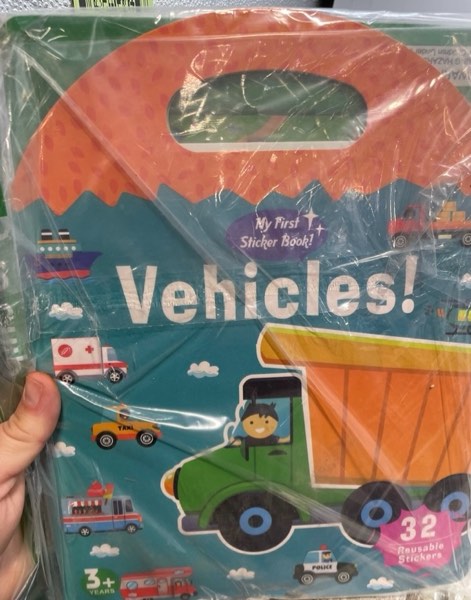 My First
Sticker Book!
Vehicles!
TAXI
32
Reusable
Stickers
POLICE
3+
YEARS